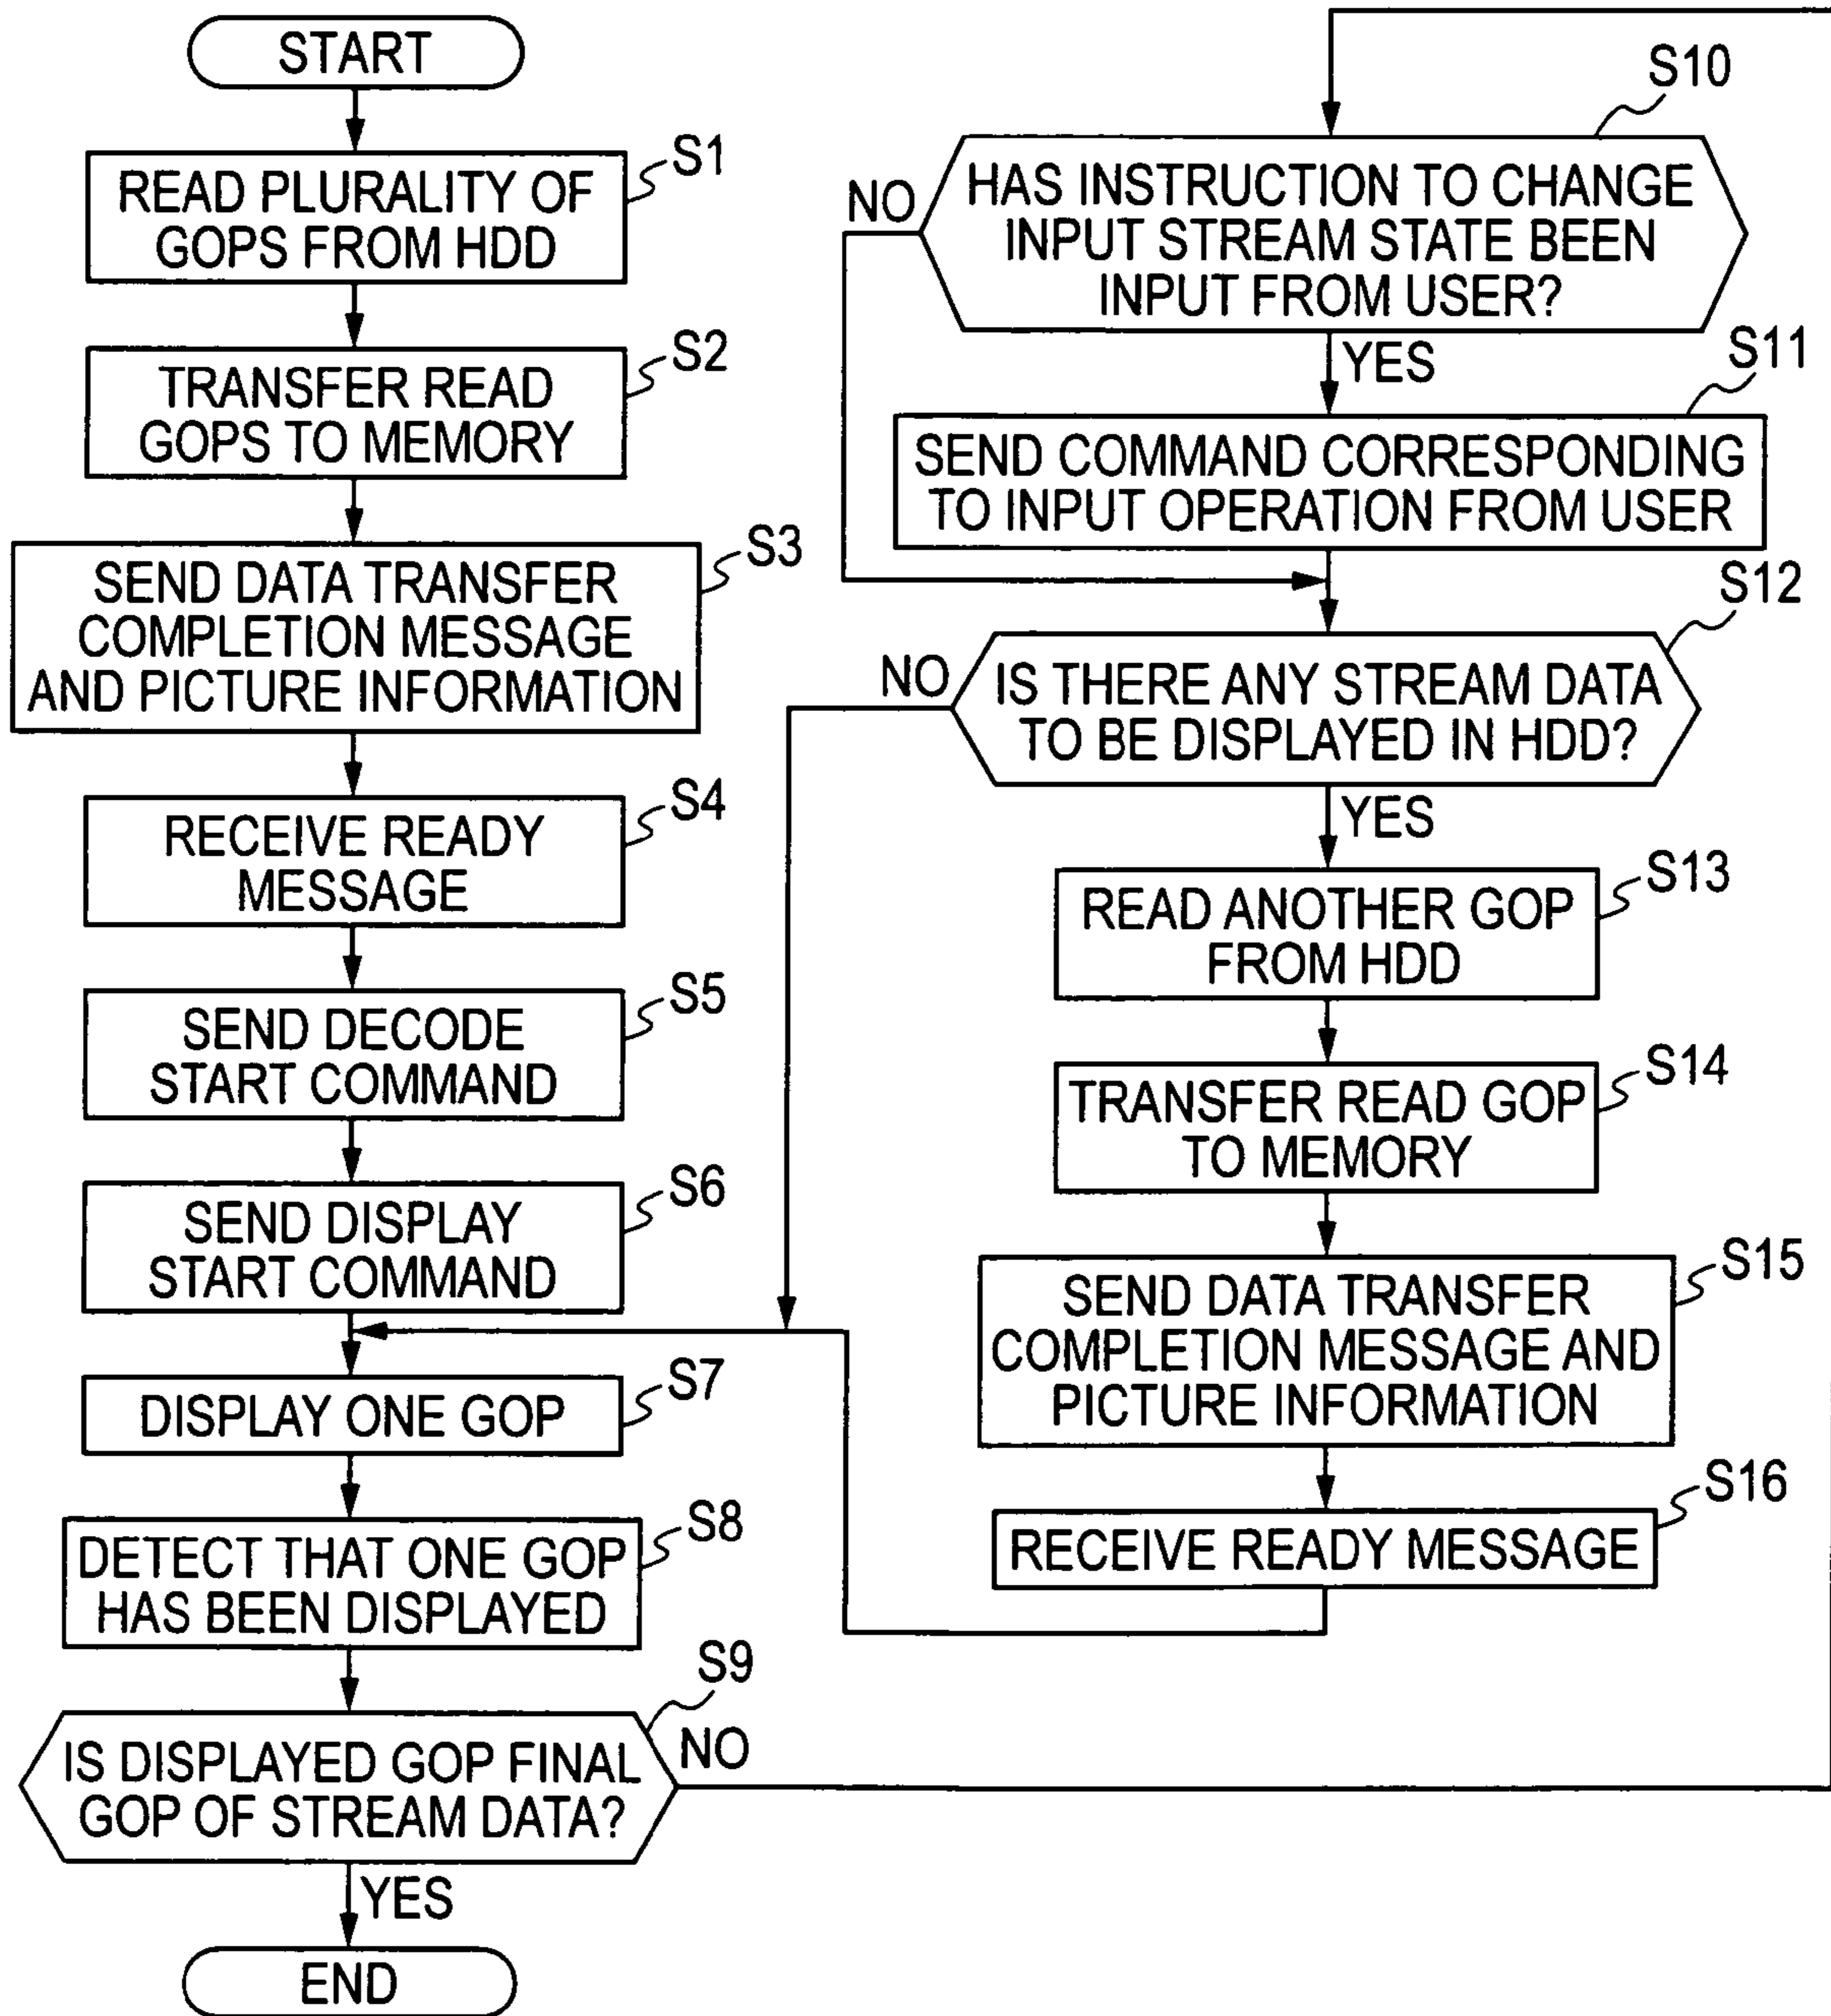 START
S1
READ PLURALITY OF
GOPS FROM HDD
S2
TRANSFER READ
GOPS TO MEMORY
S3
SEND DATA TRANSFER
COMPLETION MESSAGE
AND PICTURE INFORMATION
S4
RECEIVE READY
MESSAGE
S5
SEND DECODE
START COMMAND
S6
SEND DISPLAY
START COMMAND
S7
DISPLAY ONE GOP
S8
DETECT THAT ONE GOP
HAS BEEN DISPLAYED
S9
IS DISPLAYED GOP FINAL
GOP OF STREAM DATA?
NO
YES
END
S10
HAS INSTRUCTION TO CHANGE
INPUT STREAM STATE BEEN
INPUT FROM USER?
NO
YES
S11
SEND COMMAND CORRESPONDING
TO INPUT OPERATION FROM USER
S12
IS THERE ANY STREAM DATA
TO BE DISPLAYED IN HDD?
NO
YES
S13
READ ANOTHER GOP
FROM HDD
S14
TRANSFER READ GOP
TO MEMORY
S15
SEND DATA TRANSFER
COMPLETION MESSAGE AND
PICTURE INFORMATION
S16
RECEIVE READY MESSAGE